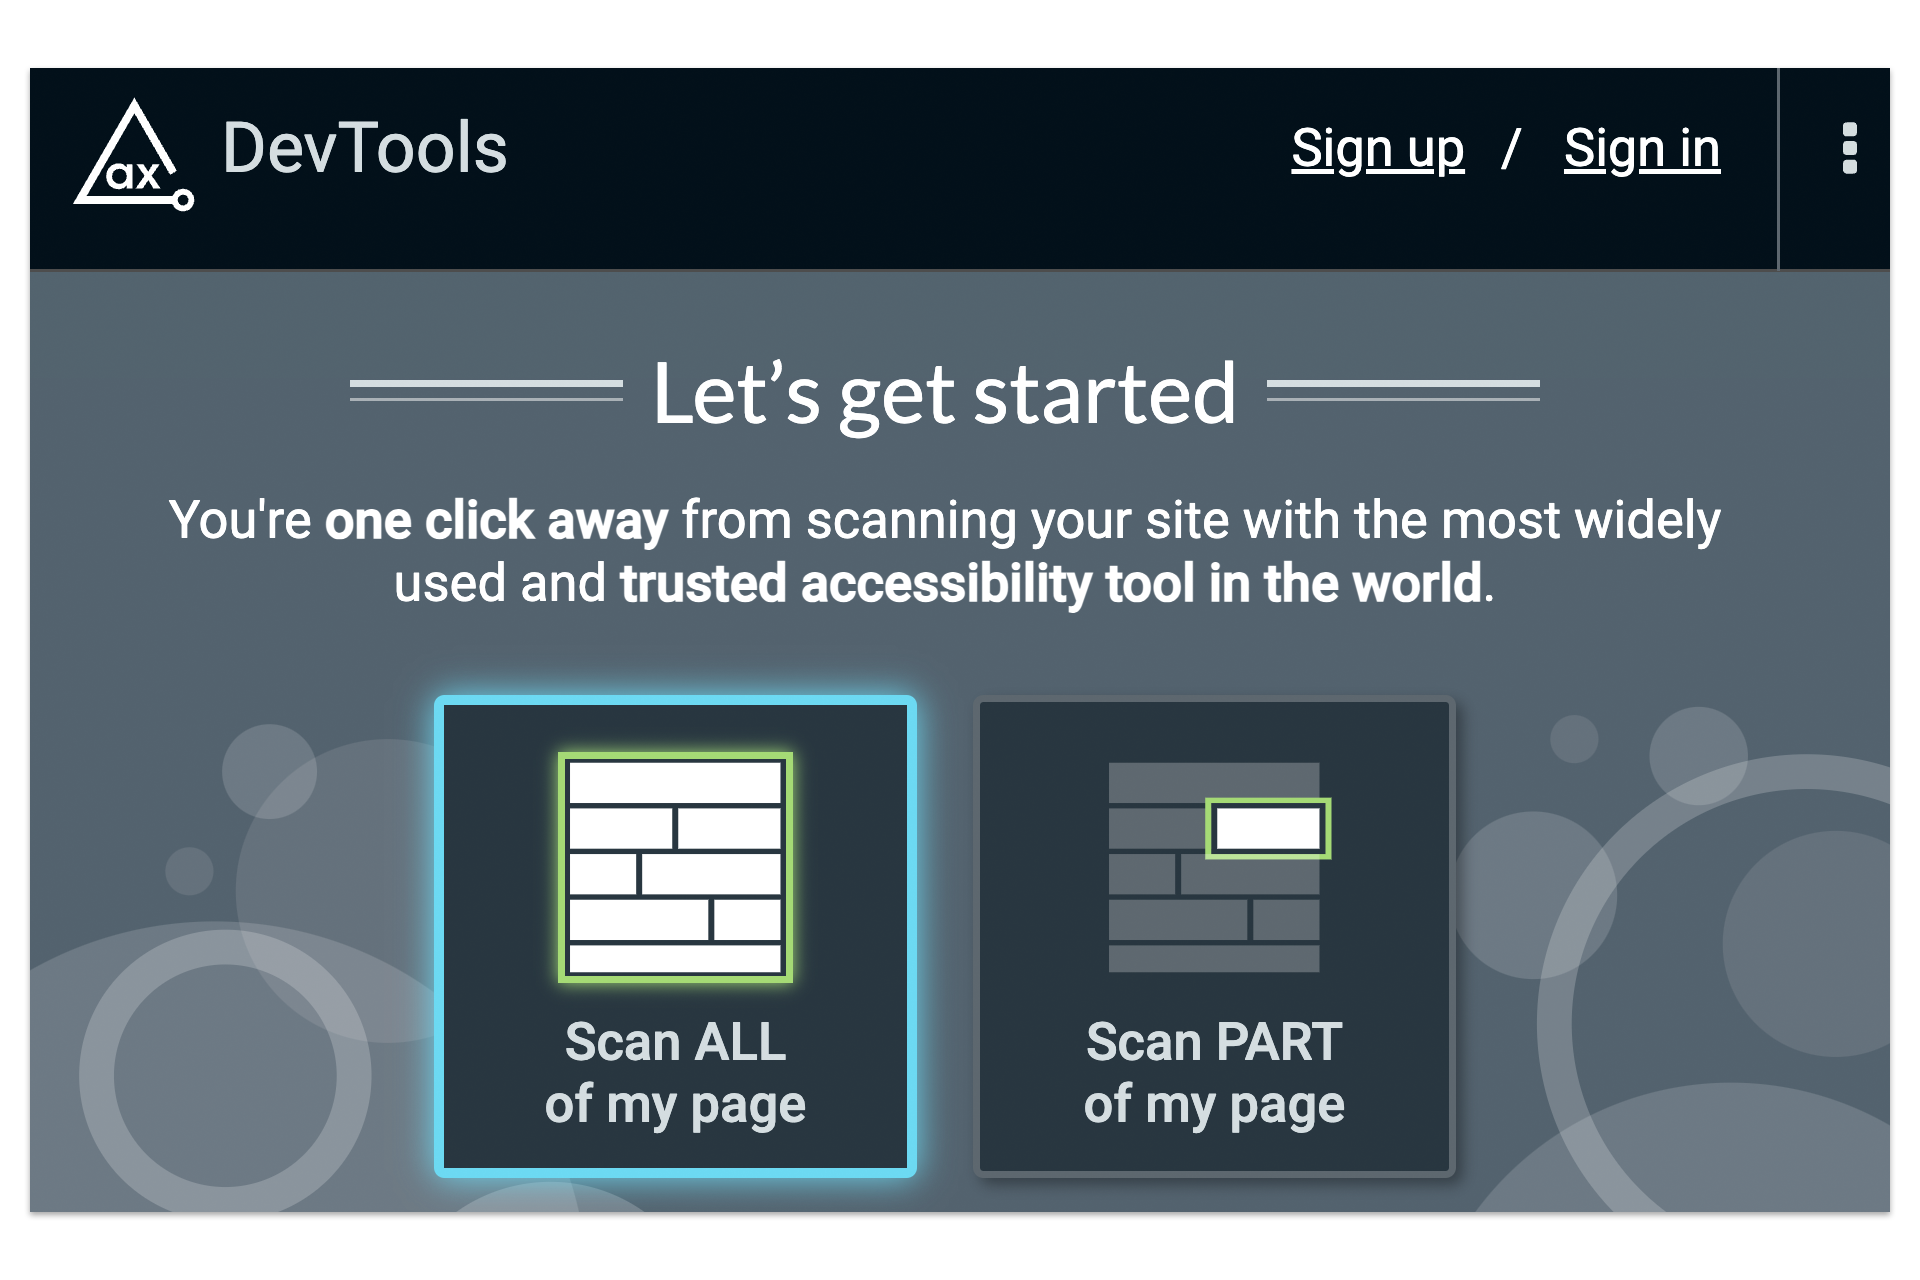 ax DevTools
Sign up / Sign in
Let’s get started
You're one click away from scanning your site with the most widely
used and trusted accessibility tool in the world.
Scan ALL
of my page
Scan PART
of my page